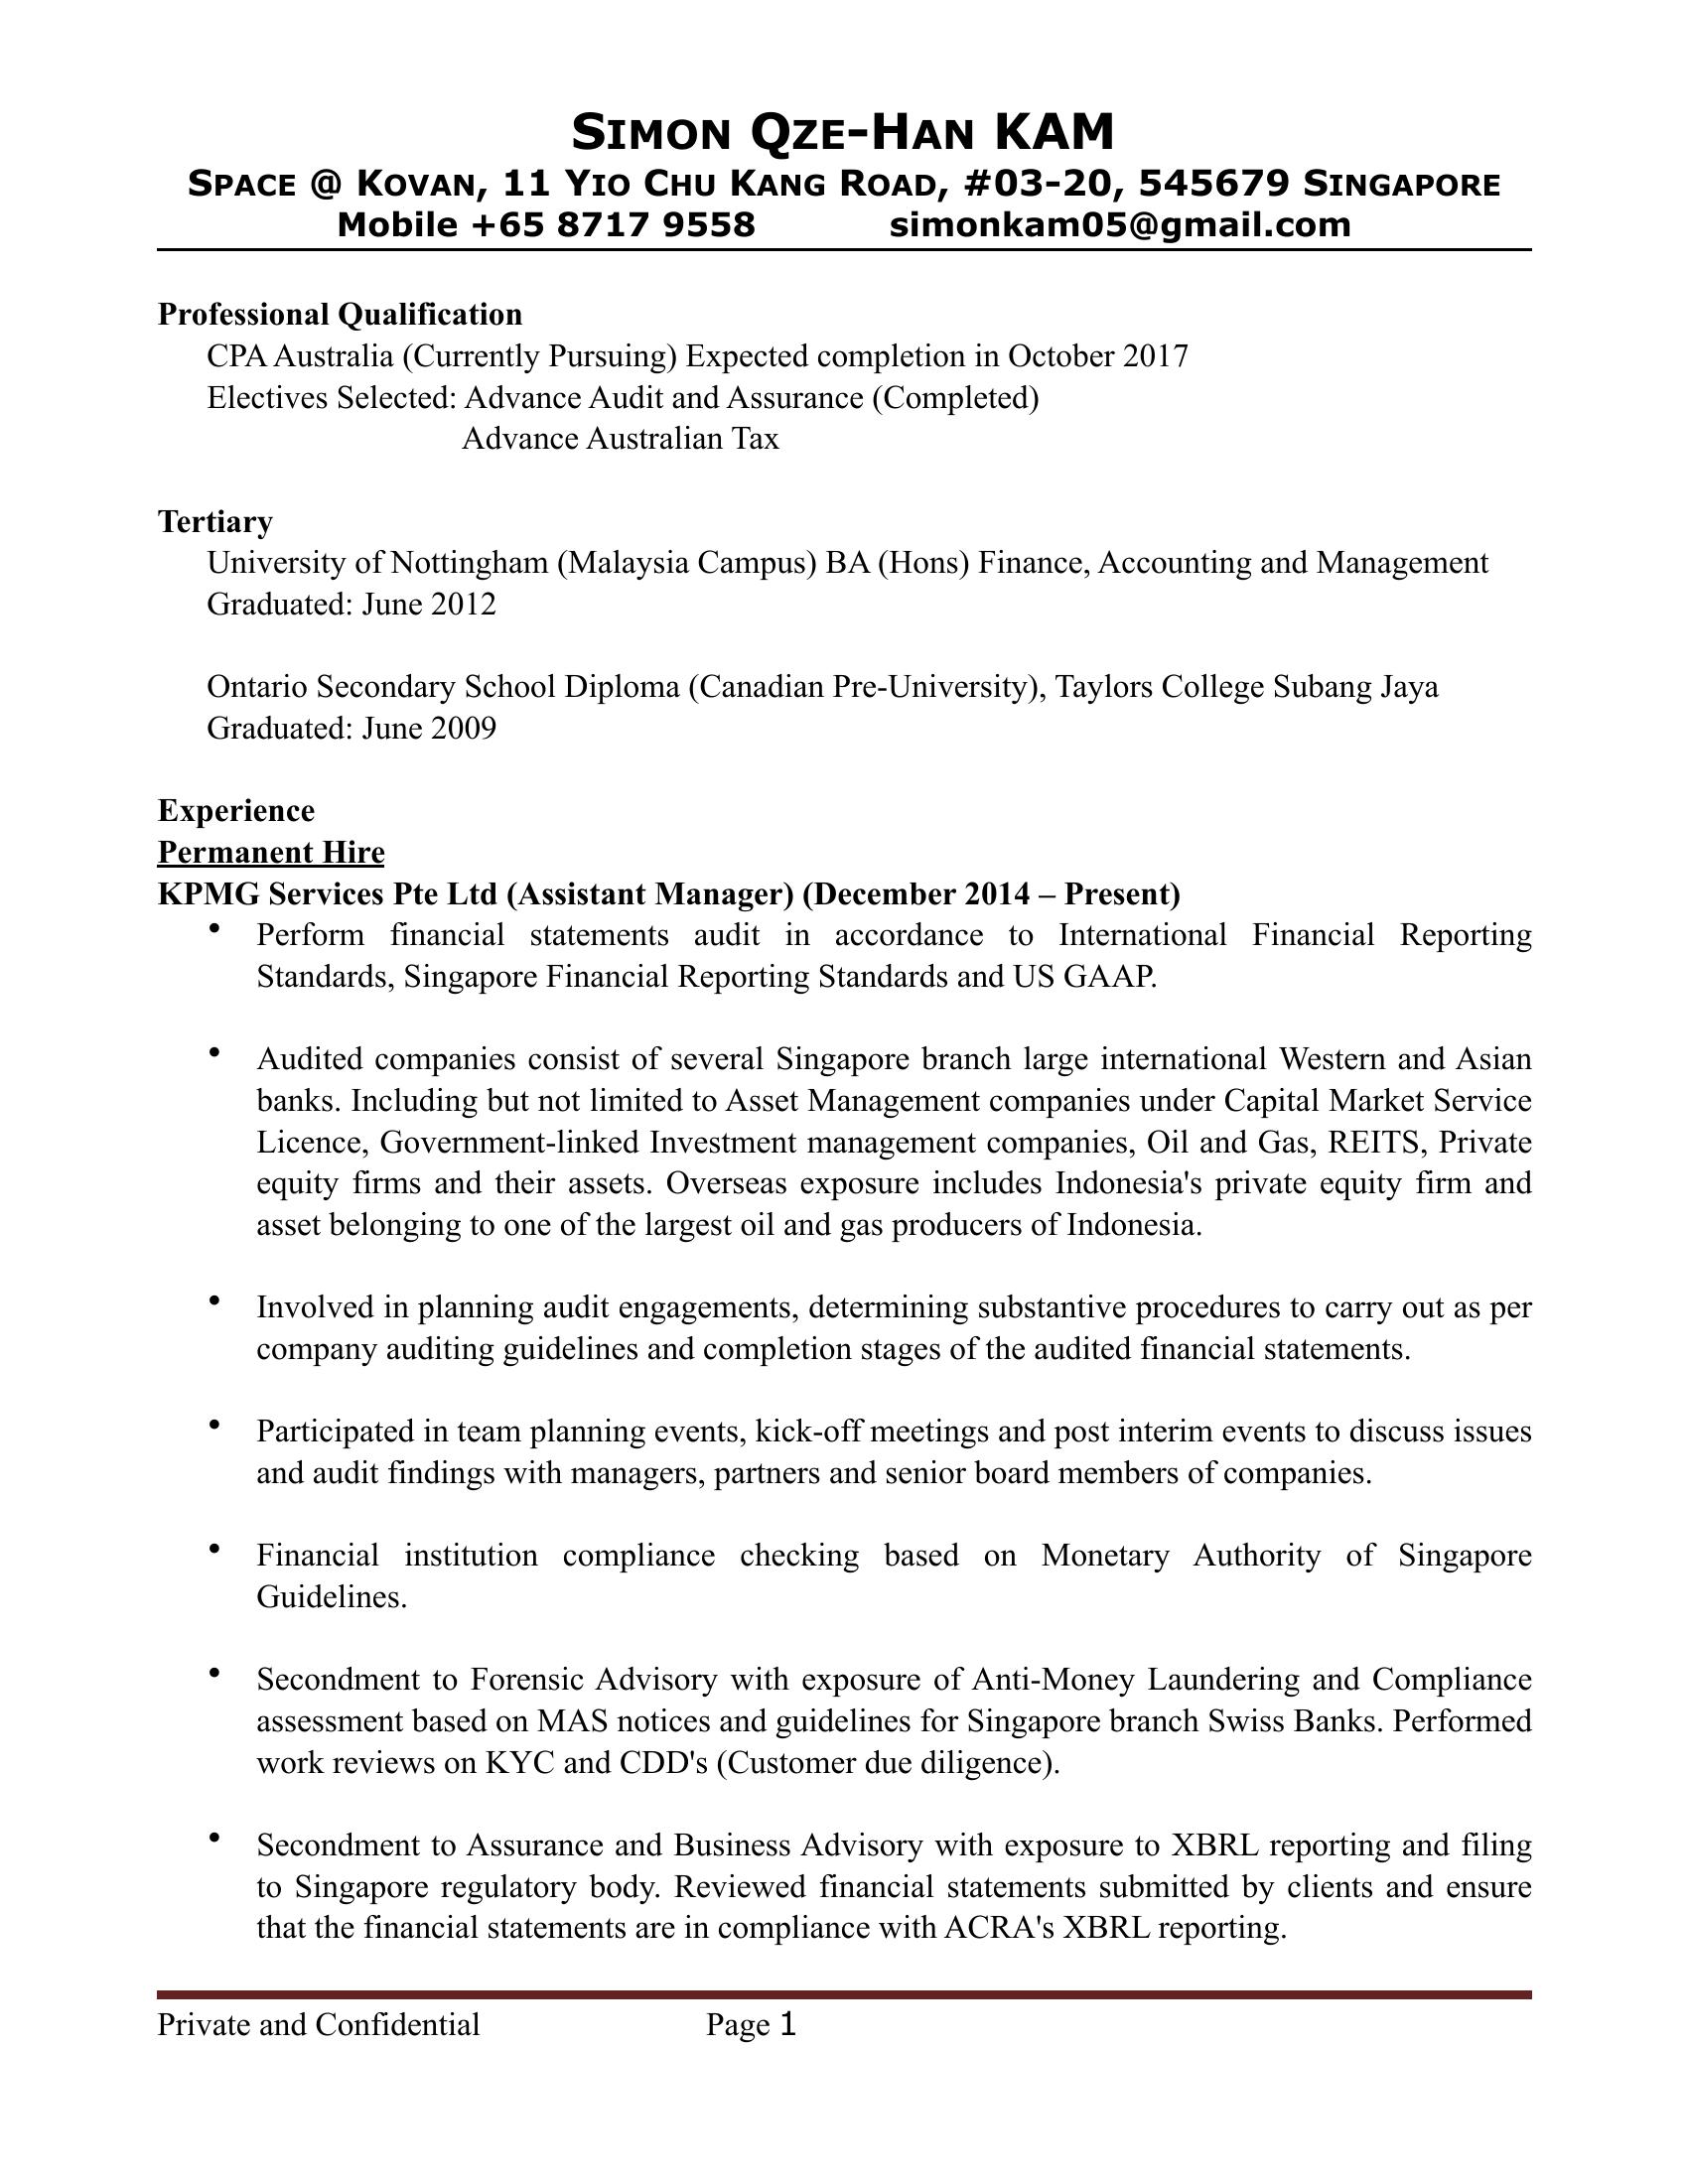 SIMON QZE-HAN KAM
SPACE @ KOVAN, 11 YIO CHU KANG ROAD, #03-20, 545679 SINGAPORE
Mobile +65 8717 9558 simonkam05@gmail.com
Professional Qualification
CPA Australia (Currently Pursuing) Expected completion in October 2017
Electives Selected: Advance Audit and Assurance (Completed)
Advance Australian Tax
Tertiary
University of Nottingham (Malaysia Campus) BA (Hons) Finance, Accounting and Management
Graduated: June 2012
Ontario Secondary School Diploma (Canadian Pre-University), Taylors College Subang Jaya
Graduated: June 2009
Experience
Permanent Hire
KPMG Services Pte Ltd (Assistant Manager) (December 2014 – Present)
• Perform financial statements audit in accordance to International Financial Reporting
Standards, Singapore Financial Reporting Standards and US GAAP.
• Audited companies consist of several Singapore branch large international Western and Asian
banks. Including but not limited to Asset Management companies under Capital Market Service
Licence, Government-linked Investment management companies, Oil and Gas, REITS, Private
equity firms and their assets. Overseas exposure includes Indonesia's private equity firm and
asset belonging to one of the largest oil and gas producers of Indonesia.
• Involved in planning audit engagements, determining substantive procedures to carry out as per
company auditing guidelines and completion stages of the audited financial statements.
• Participated in team planning events, kick-off meetings and post interim events to discuss issues
and audit findings with managers, partners and senior board members of companies.
• Financial institution compliance checking based on Monetary Authority of Singapore
Guidelines.
• Secondment to Forensic Advisory with exposure of Anti-Money Laundering and Compliance
assessment based on MAS notices and guidelines for Singapore branch Swiss Banks. Performed
work reviews on KYC and CDD's (Customer due diligence).
• Secondment to Assurance and Business Advisory with exposure to XBRL reporting and filing
to Singapore regulatory body. Reviewed financial statements submitted by clients and ensure
that the financial statements are in compliance with ACRA's XBRL reporting.
Private and Confidential Page 1